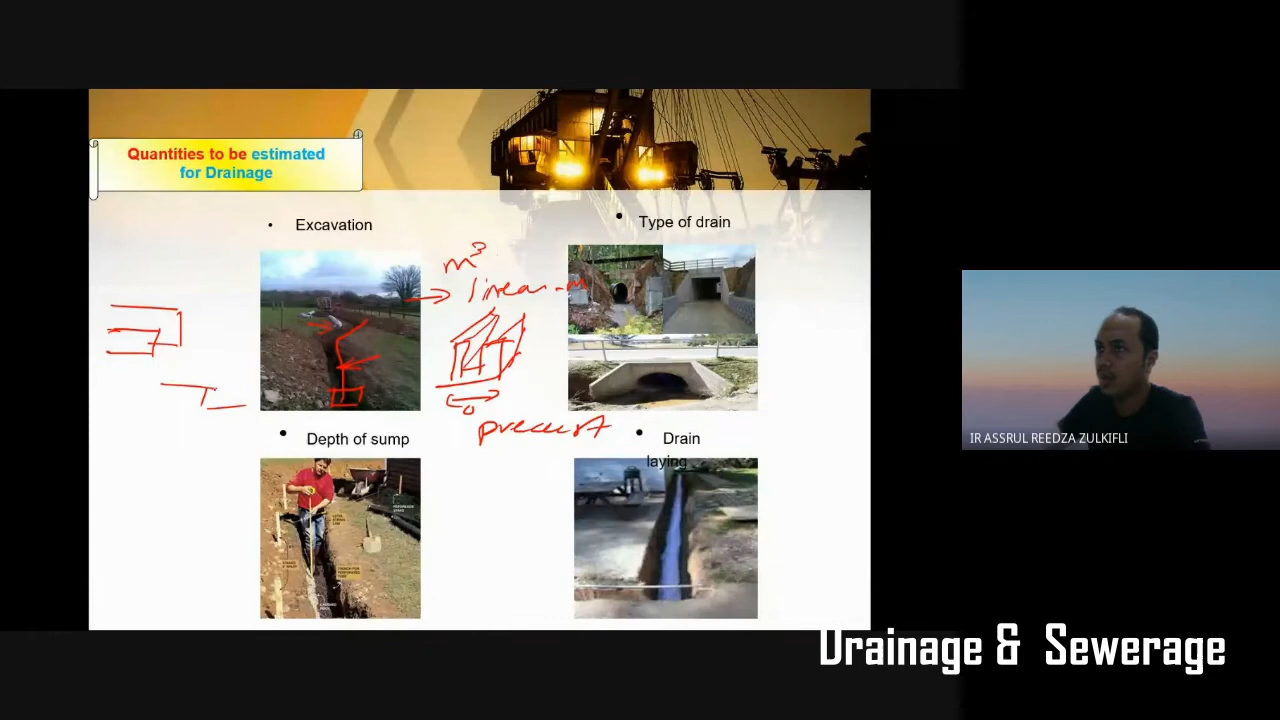 Quantities to be estimated
for Drainage
• Excavation
• Type of drain
m³
linear-m
precast
• Depth of sump
• Drain
laying
IR ASSRUL REEDZA ZULKIFLI
Drainage & Sewerage